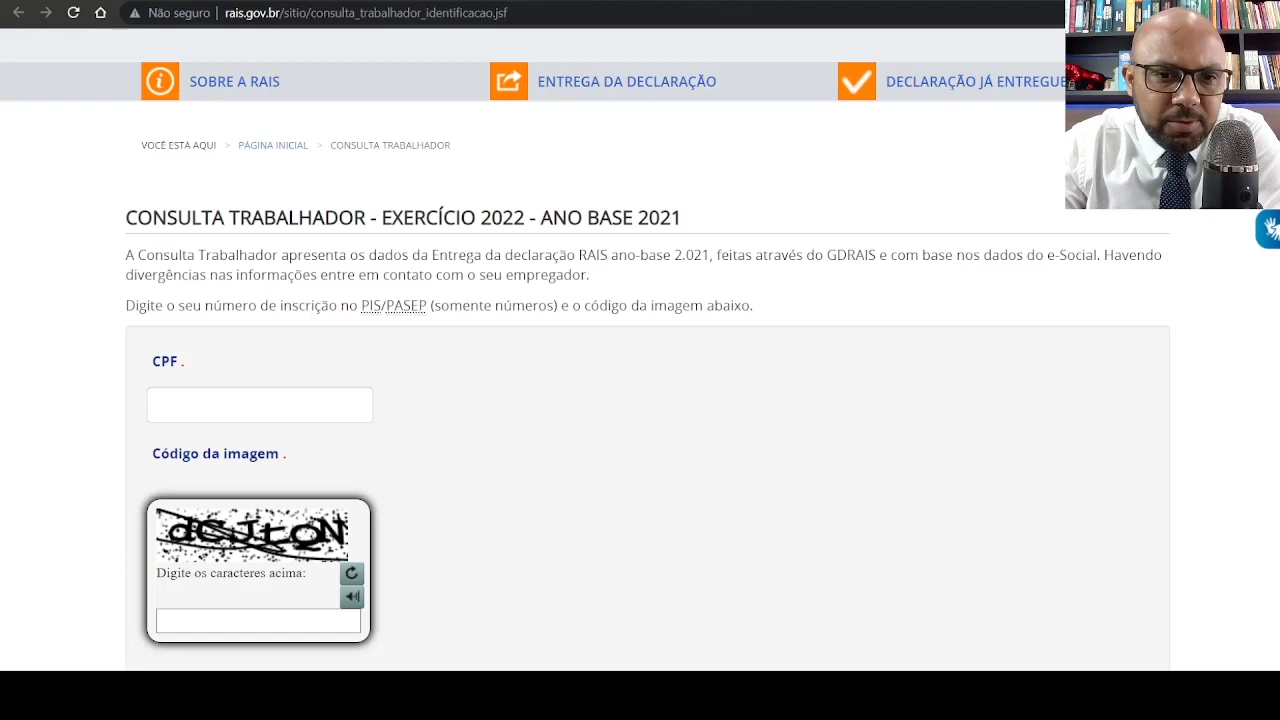 Não seguro | rais.gov.br/sitio/consulta_trabalhador_identificacao.jsf
SOBRE A RAIS
ENTREGA DA DECLARAÇÃO
DECLARAÇÃO JÁ ENTREGUE
VOCÊ ESTÁ AQUI > PÁGINA INICIAL > CONSULTA TRABALHADOR
CONSULTA TRABALHADOR - EXERCÍCIO 2022 - ANO BASE 2021
A Consulta Trabalhador apresenta os dados da Entrega da declaração RAIS ano-base 2.021, feitas através do GDRAIS e com base nos dados do e-Social. Havendo
divergências nas informações entre em contato com o seu empregador.
Digite o seu número de inscrição no PIS/PASEP (somente números) e o código da imagem abaixo.
CPF .
Código da imagem .
Digite os caracteres acima: